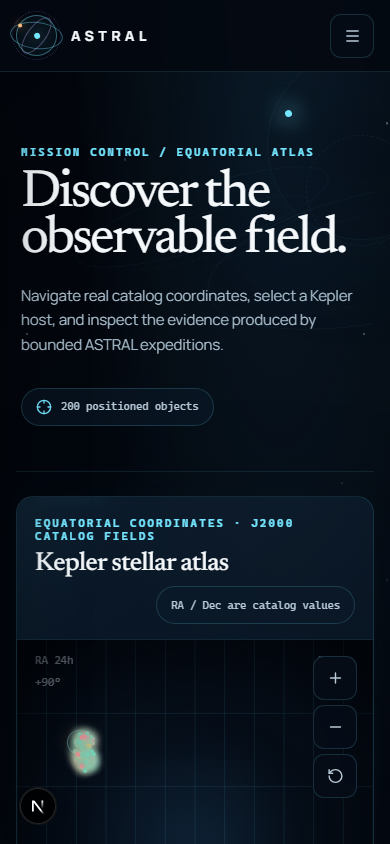 ASTRAL
MISSION CONTROL / EQUATORIAL ATLAS
Discover the
observable field.
Navigate real catalog coordinates, select a Kepler
host, and inspect the evidence produced by
bounded ASTRAL expeditions.
200 positioned objects
EQUATORIAL COORDINATES · J2000
CATALOG FIELDS
Kepler stellar atlas
RA / Dec are catalog values
RA 24h
+90°
N